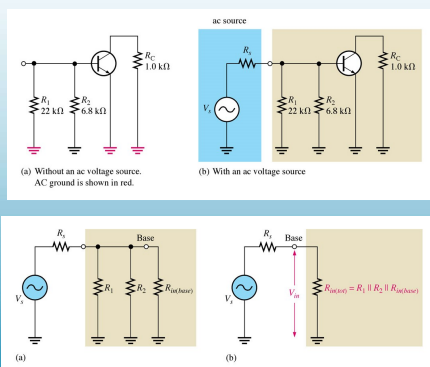 ac source
R_C
1.0 kΩ
R_1
22 kΩ
R_2
6.8 kΩ
(a) Without an ac voltage source.
AC ground is shown in red.
R_s
V_s
R_1
22 kΩ
R_2
6.8 kΩ
R_C
1.0 kΩ
(b) With an ac voltage source
R_s
Base
V_s
R_1
R_2
R_in(base)
(a)
R_s
Base
V_s
V_in
R_in(tot) = R_1 || R_2 || R_in(base)
(b)